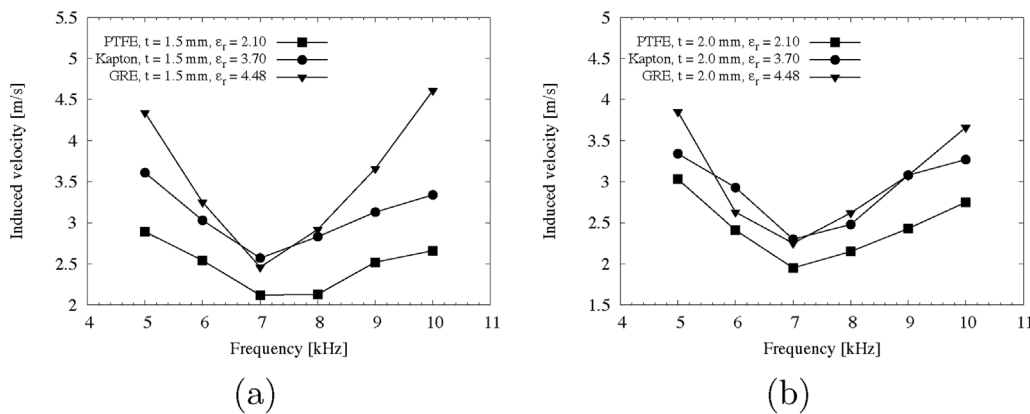 5.5
5
4.5
4
3.5
3
2.5
2
Induced velocity [m/s]
PTFE, t = 1.5 mm, εr = 2.10
Kapton, t = 1.5 mm, εr = 3.70
GRE, t = 1.5 mm, εr = 4.48
4 5 6 7 8 9 10 11
Frequency [kHz]
(a)
5
4.5
4
3.5
3
2.5
2
1.5
Induced velocity [m/s]
PTFE, t = 2.0 mm, εr = 2.10
Kapton, t = 2.0 mm, εr = 3.70
GRE, t = 2.0 mm, εr = 4.48
4 5 6 7 8 9 10 11
Frequency [kHz]
(b)